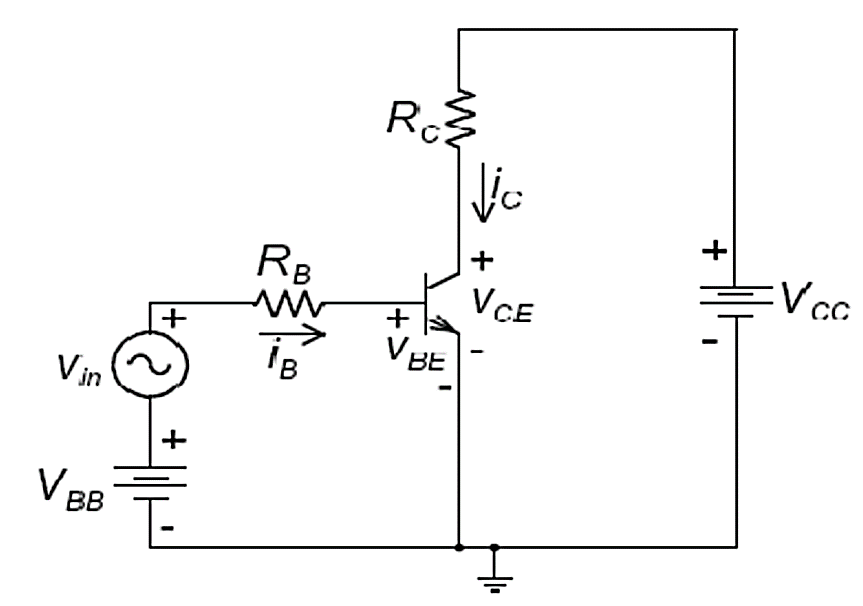 R_C
i_C
+
R_B
+
V_CE
+
V_CC
-
+
i_B
+
v_BE
-
-
V_in
+
V_BB
-